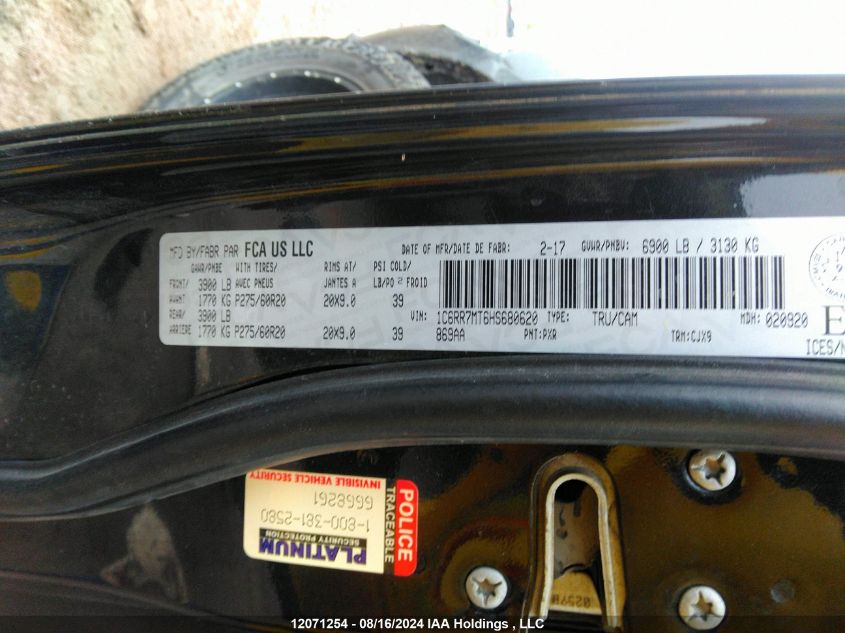 MFD BY/FABR PAR FCA US LLC DATE OF MFR/DATE DE FABR: 2-17 GVWR/PNBV: 6900 LB / 3130 KG
GAWR/PNBE WITH TIRES/ RIMS AT/ PSI COLD/
FRONT/ 3900 LB AVEC PNEUS JANTES A LB/PO 2 FROID
AVANT 1770 KG P275/60R20 20X9.0 39
REAR/ 3900 LB VIN: 1C6RR7MT6HS680620 TYPE: TRU/CAM MDH: 020920
ARRIERE 1770 KG P275/60R20 20X9.0 39 869AA PNT:PXR TRM:CJX9
E
ICES/N
POLICE
TRACEABLE
PLATINUM
SECURITY PROTECTION
1-800-381-2580
6668261
INVISIBLE VEHICLE SECURITY
12071254 - 08/16/2024 IAA Holdings , LLC